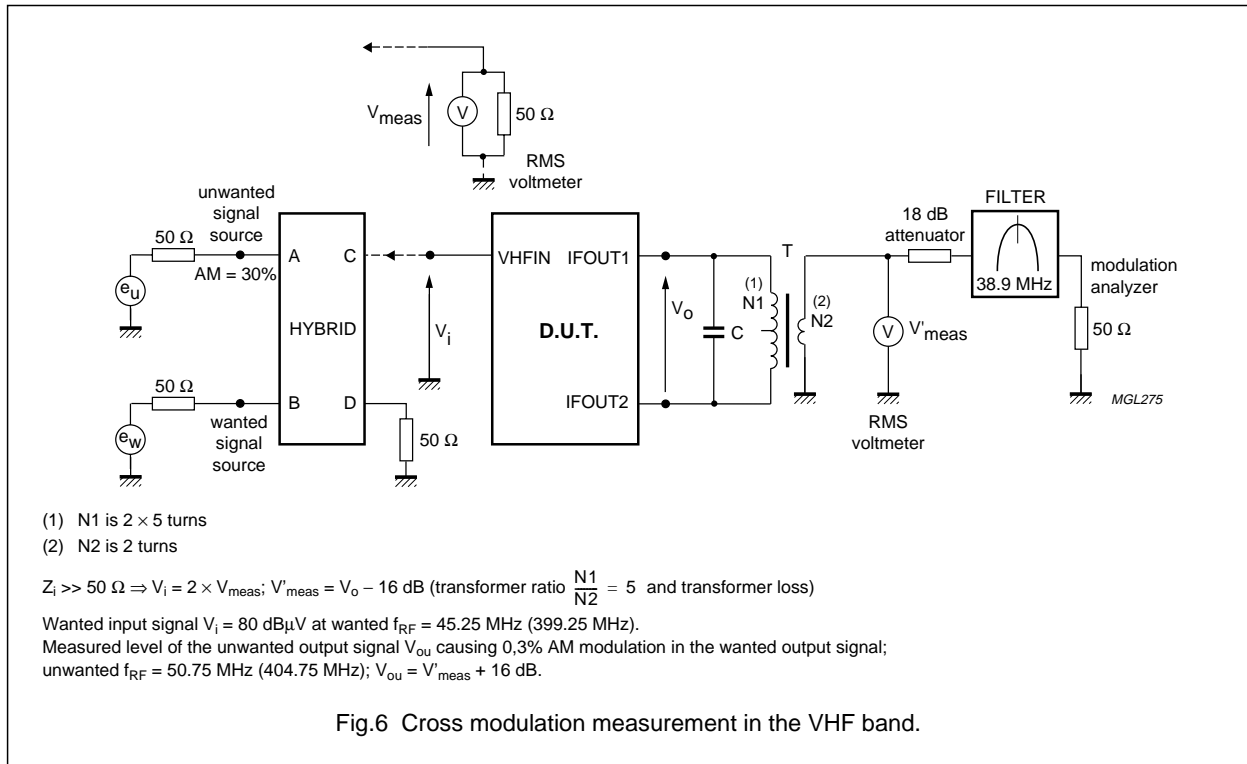 V_meas
V
50 Ω
RMS
voltmeter
unwanted
signal
source
50 Ω
AM = 30%
e_u
A
C
HYBRID
B
D
50 Ω
e_w
wanted
signal
source
50 Ω
V_i
VHFIN
IFOUT1
D.U.T.
IFOUT2
V_o
C
(1)
N1
T
(2)
N2
18 dB
attenuator
FILTER
38.9 MHz
modulation
analyzer
50 Ω
V
V'_meas
RMS
voltmeter
MGL275
(1) N1 is 2 × 5 turns
(2) N2 is 2 turns
Z_i >> 50 Ω ⇒ V_i = 2 × V_meas; V'_meas = V_o − 16 dB (transformer ratio N1/N2 = 5 and transformer loss)
Wanted input signal V_i = 80 dBμV at wanted f_RF = 45.25 MHz (399.25 MHz).
Measured level of the unwanted output signal V_ou causing 0,3% AM modulation in the wanted output signal;
unwanted f_RF = 50.75 MHz (404.75 MHz); V_ou = V'_meas + 16 dB.
Fig.6 Cross modulation measurement in the VHF band.